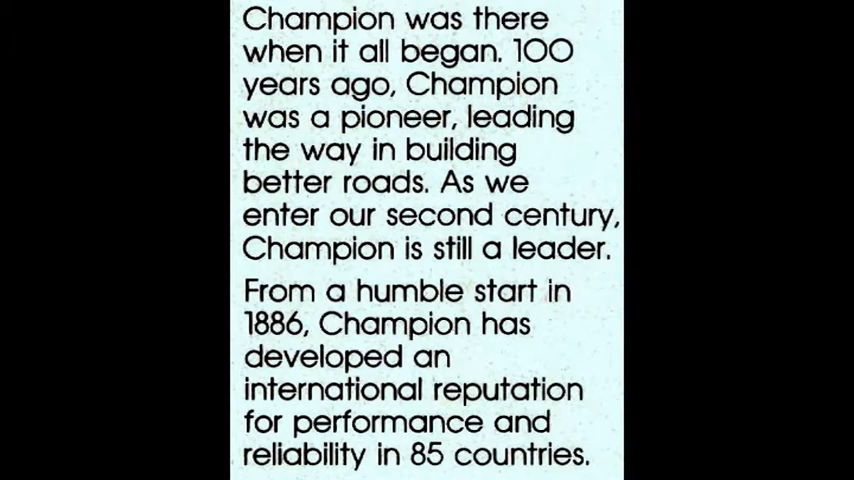 Champion was there
when it all began. 100
years ago, Champion
was a pioneer, leading
the way in building
better roads. As we
enter our second century,
Champion is still a leader.
From a humble start in
1886, Champion has
developed an
international reputation
for performance and
reliability in 85 countries.